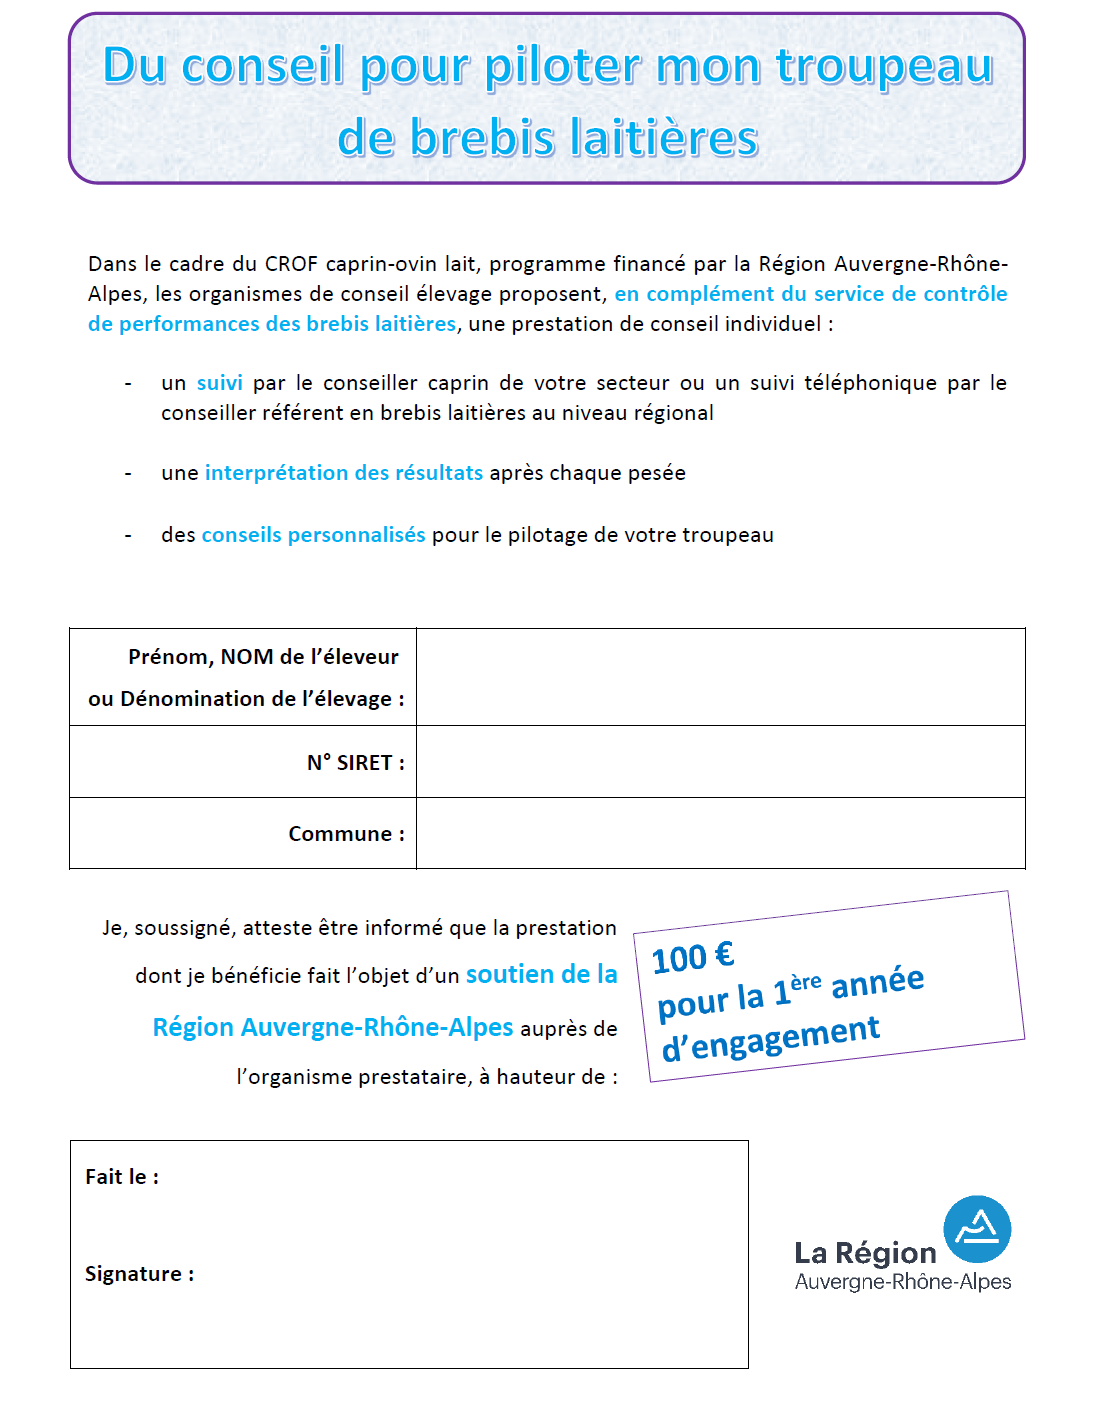 Du conseil pour piloter mon troupeau
de brebis laitières
Dans le cadre du CROF caprin-ovin lait, programme financé par la Région Auvergne-Rhône-
Alpes, les organismes de conseil élevage proposent, en complément du service de contrôle
de performances des brebis laitières, une prestation de conseil individuel :
- un suivi par le conseiller caprin de votre secteur ou un suivi téléphonique par le
conseiller référent en brebis laitières au niveau régional
- une interprétation des résultats après chaque pesée
- des conseils personnalisés pour le pilotage de votre troupeau
Prénom, NOM de l'éleveur
ou Dénomination de l'élevage :
N° SIRET :
Commune :
Je, soussigné, atteste être informé que la prestation
dont je bénéficie fait l'objet d'un soutien de la
Région Auvergne-Rhône-Alpes auprès de
l'organisme prestataire, à hauteur de :
100 €
pour la 1ère année
d'engagement
Fait le :
Signature :
La Région
Auvergne-Rhône-Alpes